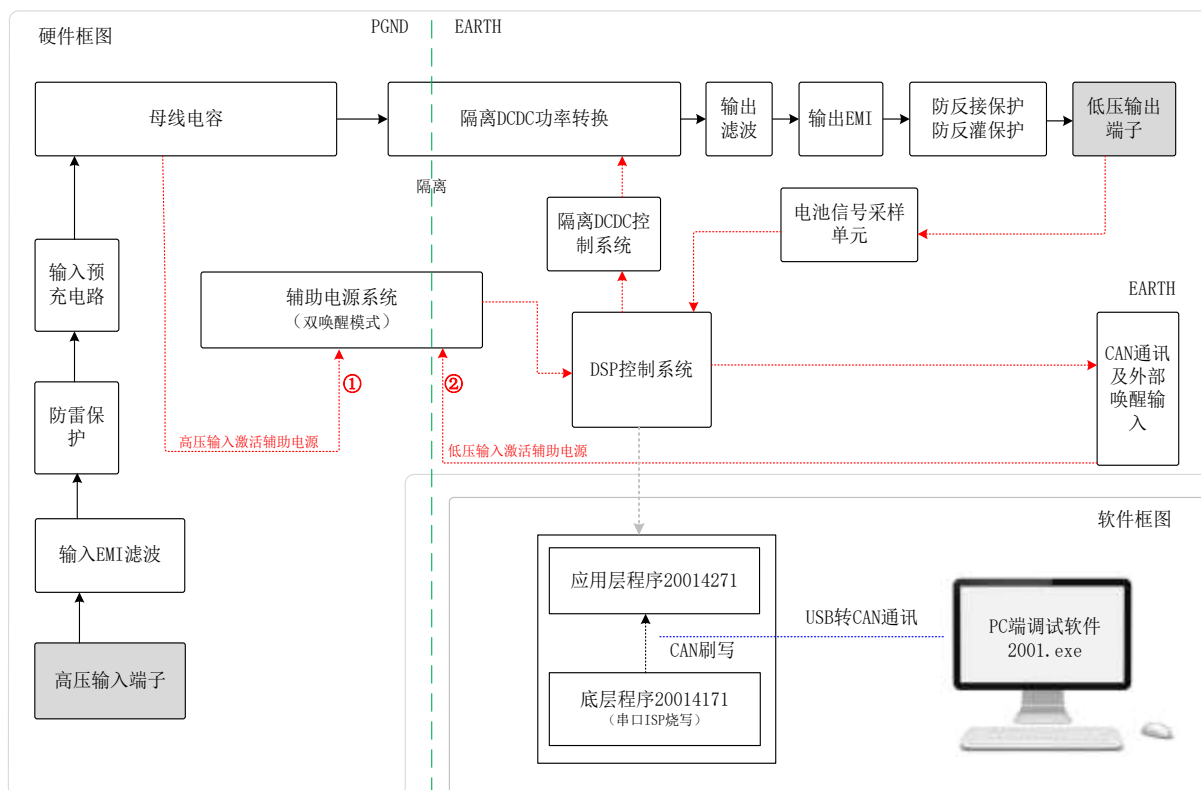 硬件框图
PGND
EARTH
母线电容
隔离DCDC功率转换
输出
滤波
输出EMI
防反接保护
防反灌保护
低压输出
端子
隔离
隔离DCDC控
制系统
电池信号采样
单元
输入预
充电路
辅助电源系统
（双唤醒模式）
EARTH
DSP控制系统
CAN通讯
及外部
唤醒输
入
①
②
防雷保
护
高压输入激活辅助电源
低压输入激活辅助电源
输入EMI滤波
高压输入端子
软件框图
应用层程序20014271
CAN刷写
底层程序20014171
（串口ISP烧写）
USB转CAN通讯
PC端调试软件
2001.exe